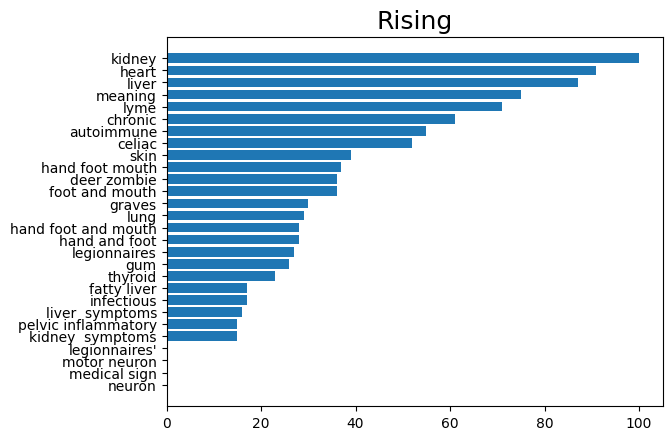 Rising
kidney
heart
liver
meaning
lyme
chronic
autoimmune
celiac
skin
hand foot mouth
deer zombie
foot and mouth
graves
lung
hand foot and mouth
hand and foot
legionnaires
gum
thyroid
fatty liver
infectious
liver  symptoms
pelvic inflammatory
kidney  symptoms
legionnaires'
motor neuron
medical sign
neuron
0 20 40 60 80 100